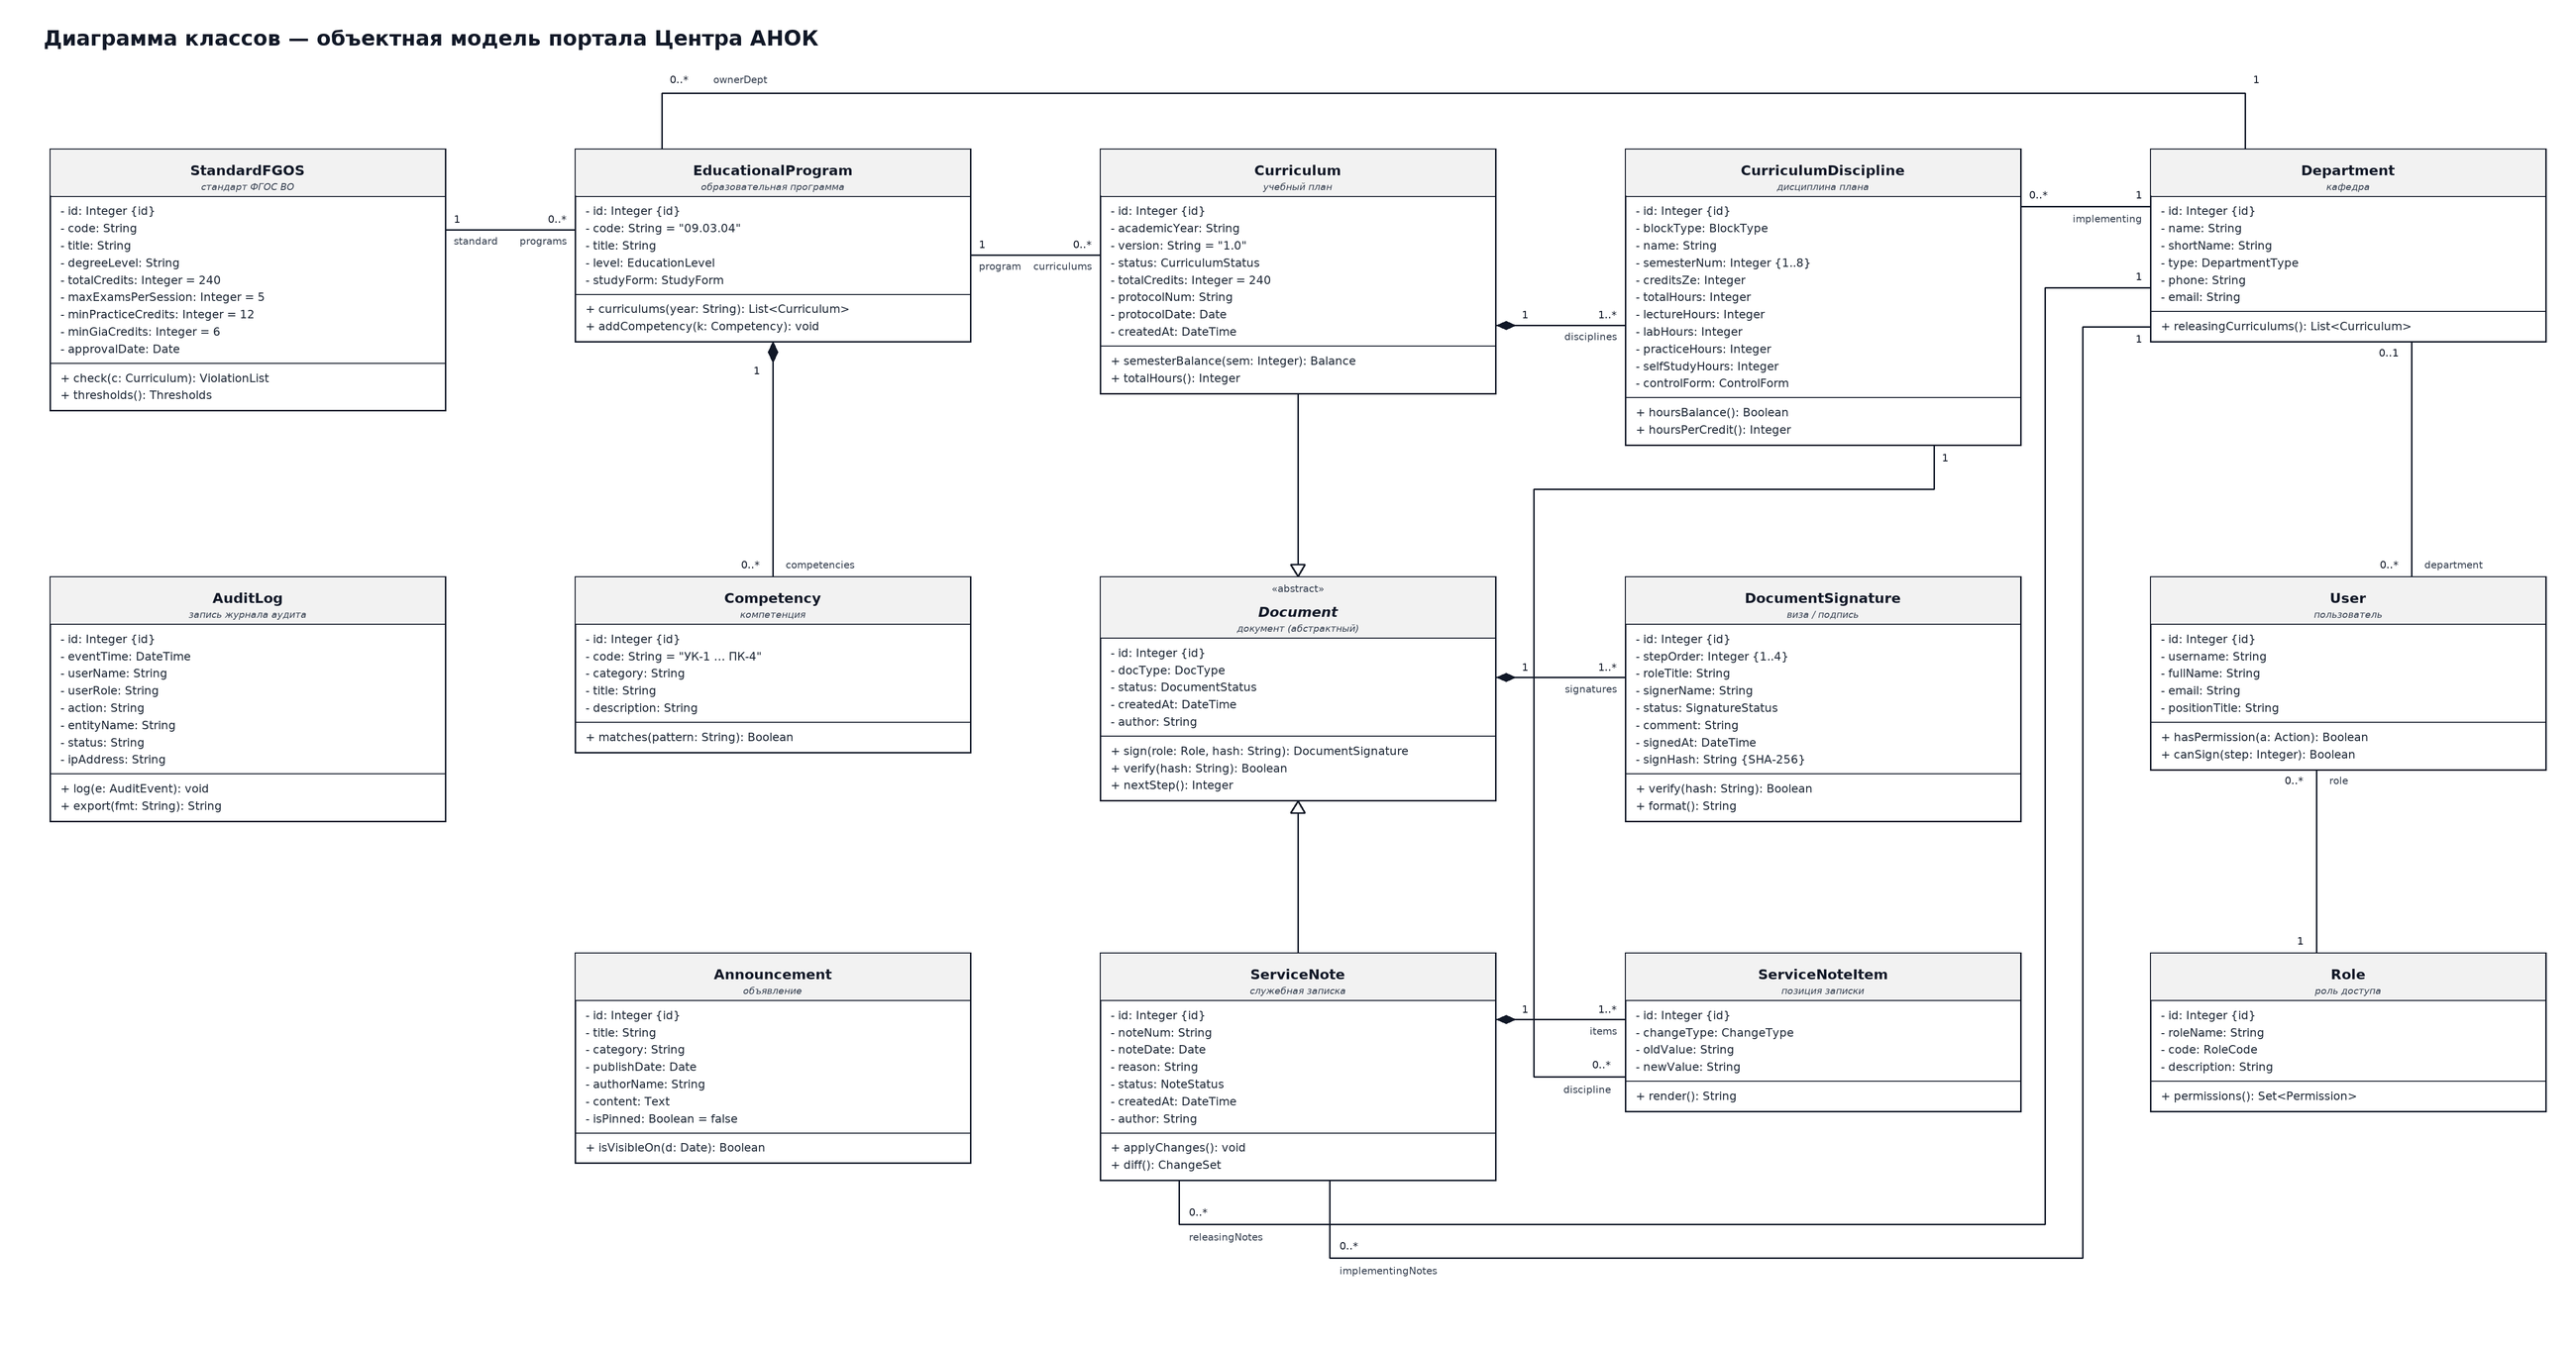 Диаграмма классов — объектная модель портала Центра АНОК
0..* ownerDept
1
StandardFGOS
стандарт ФГОС ВО
- id: Integer {id}
- code: String
- title: String
- degreeLevel: String
- totalCredits: Integer = 240
- maxExamsPerSession: Integer = 5
- minPracticeCredits: Integer = 12
- minGiaCredits: Integer = 6
- approvalDate: Date
+ check(c: Curriculum): ViolationList
+ thresholds(): Thresholds
1 0..*
standard programs
EducationalProgram
образовательная программа
- id: Integer {id}
- code: String = "09.03.04"
- title: String
- level: EducationLevel
- studyForm: StudyForm
+ curriculums(year: String): List<Curriculum>
+ addCompetency(k: Competency): void
1 0..*
program curriculums
Curriculum
учебный план
- id: Integer {id}
- academicYear: String
- version: String = "1.0"
- status: CurriculumStatus
- totalCredits: Integer = 240
- protocolNum: String
- protocolDate: Date
- createdAt: DateTime
+ semesterBalance(sem: Integer): Balance
+ totalHours(): Integer
1 1..*
disciplines
CurriculumDiscipline
дисциплина плана
- id: Integer {id}
- blockType: BlockType
- name: String
- semesterNum: Integer {1..8}
- creditsZe: Integer
- totalHours: Integer
- lectureHours: Integer
- labHours: Integer
- practiceHours: Integer
- selfStudyHours: Integer
- controlForm: ControlForm
+ hoursBalance(): Boolean
+ hoursPerCredit(): Integer
0..* 1
implementing
1
1
Department
кафедра
- id: Integer {id}
- name: String
- shortName: String
- type: DepartmentType
- phone: String
- email: String
+ releasingCurriculums(): List<Curriculum>
0..1
1
1
0..* competencies
0..* department
AuditLog
запись журнала аудита
- id: Integer {id}
- eventTime: DateTime
- userName: String
- userRole: String
- action: String
- entityName: String
- status: String
- ipAddress: String
+ log(e: AuditEvent): void
+ export(fmt: String): String
Competency
компетенция
- id: Integer {id}
- code: String = "УК-1 ... ПК-4"
- category: String
- title: String
- description: String
+ matches(pattern: String): Boolean
«abstract»
Document
документ (абстрактный)
- id: Integer {id}
- docType: DocType
- status: DocumentStatus
- createdAt: DateTime
- author: String
+ sign(role: Role, hash: String): DocumentSignature
+ verify(hash: String): Boolean
+ nextStep(): Integer
1 1..*
signatures
DocumentSignature
виза / подпись
- id: Integer {id}
- stepOrder: Integer {1..4}
- roleTitle: String
- signerName: String
- status: SignatureStatus
- comment: String
- signedAt: DateTime
- signHash: String {SHA-256}
+ verify(hash: String): Boolean
+ format(): String
User
пользователь
- id: Integer {id}
- username: String
- fullName: String
- email: String
- positionTitle: String
+ hasPermission(a: Action): Boolean
+ canSign(step: Integer): Boolean
0..* role
1
Announcement
объявление
- id: Integer {id}
- title: String
- category: String
- publishDate: Date
- authorName: String
- content: Text
- isPinned: Boolean = false
+ isVisibleOn(d: Date): Boolean
ServiceNote
служебная записка
- id: Integer {id}
- noteNum: String
- noteDate: Date
- reason: String
- status: NoteStatus
- createdAt: DateTime
- author: String
+ applyChanges(): void
+ diff(): ChangeSet
1 1..*
items
0..*
discipline
ServiceNoteItem
позиция записки
- id: Integer {id}
- changeType: ChangeType
- oldValue: String
- newValue: String
+ render(): String
Role
роль доступа
- id: Integer {id}
- roleName: String
- code: RoleCode
- description: String
+ permissions(): Set<Permission>
0..*
releasingNotes
0..*
implementingNotes